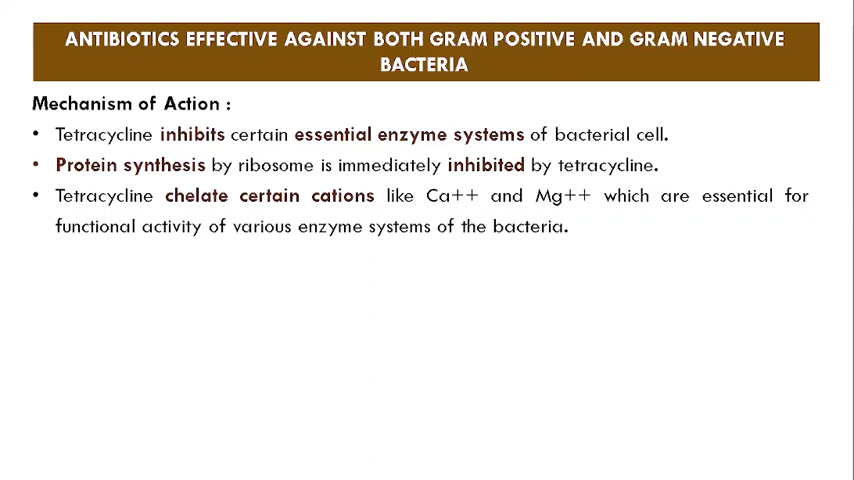 ANTIBIOTICS EFFECTIVE AGAINST BOTH GRAM POSITIVE AND GRAM NEGATIVE
BACTERIA
Mechanism of Action :
• Tetracycline inhibits certain essential enzyme systems of bacterial cell.
• Protein synthesis by ribosome is immediately inhibited by tetracycline.
• Tetracycline chelate certain cations like Ca++ and Mg++ which are essential for
functional activity of various enzyme systems of the bacteria.